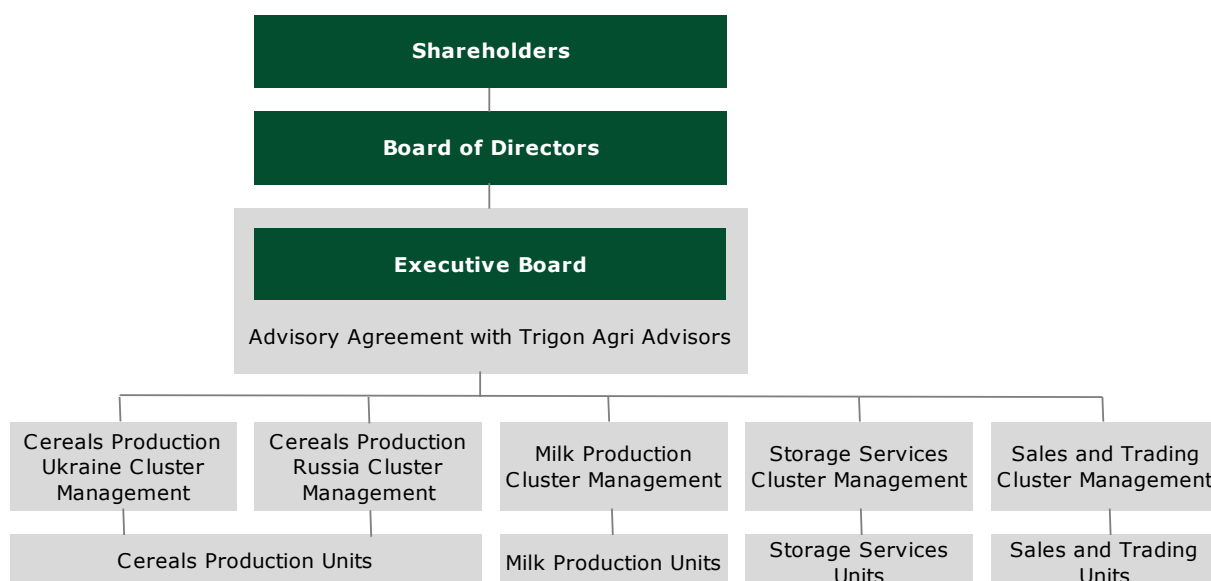 Shareholders
Board of Directors
Executive Board
Advisory Agreement with Trigon Agri Advisors
Cereals Production
Ukraine Cluster
Management
Cereals Production
Russia Cluster
Management
Milk Production
Cluster Management
Storage Services
Cluster Management
Sales and Trading
Cluster Management
Cereals Production Units
Milk Production Units
Storage Services
Units
Sales and Trading
Units